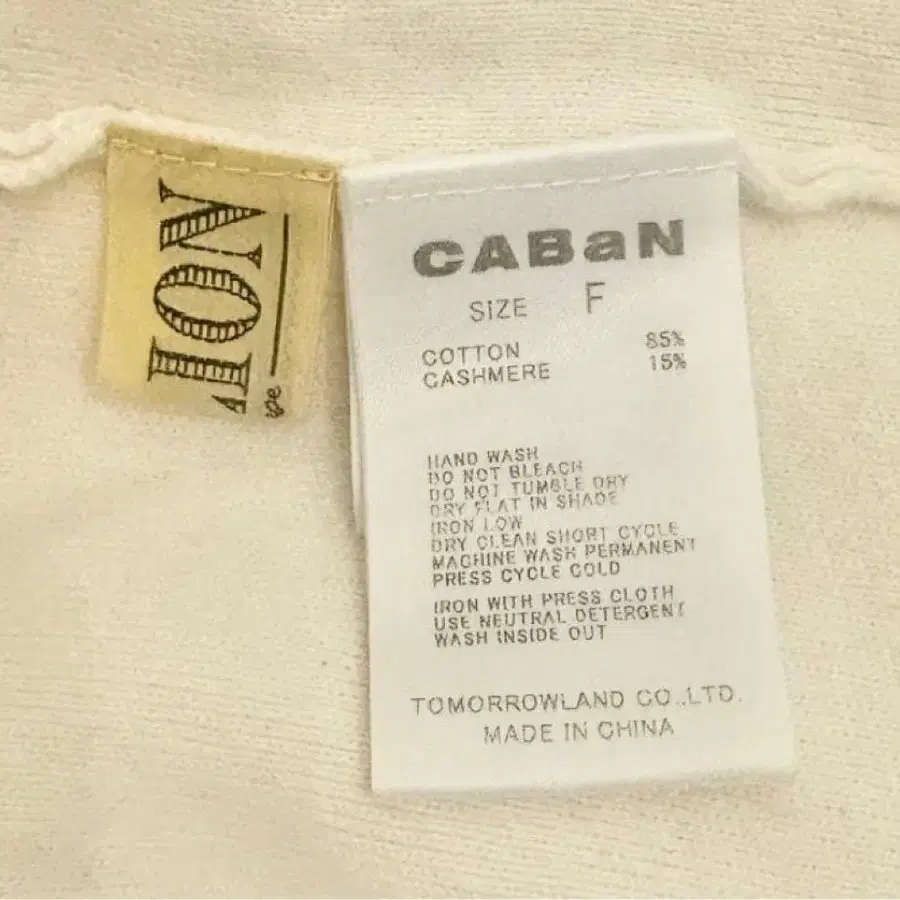 ION
CABaN
SIZE F
COTTON 85%
CASHMERE 15%
HAND WASH
DO NOT BLEACH
DO NOT TUMBLE DRY
DRY FLAT IN SHADE
IRON LOW
DRY CLEAN SHORT CYCLE
MACHINE WASH PERMANENT
PRESS CYCLE COLD
IRON WITH PRESS CLOTH
USE NEUTRAL DETERGENT
WASH INSIDE OUT
TOMORROWLAND CO.,LTD.
MADE IN CHINA